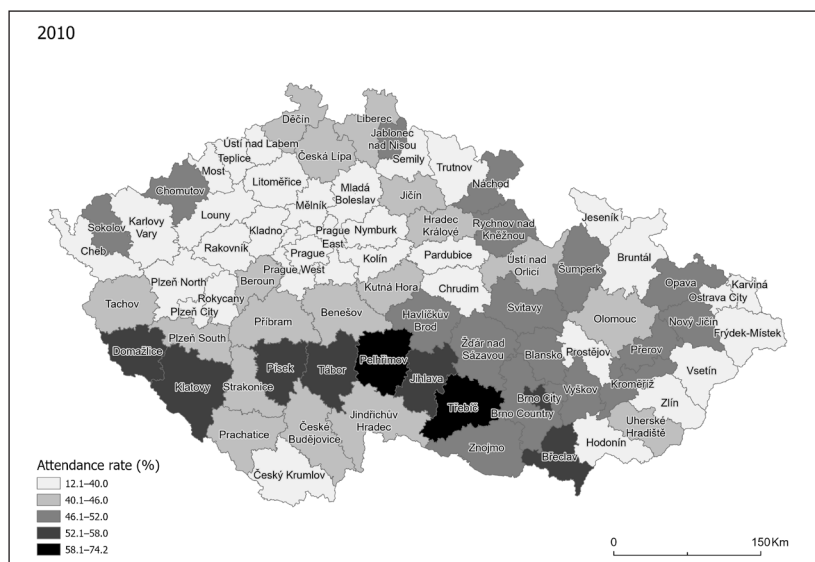 2010
Děčín
Liberec
Jablonec
nad Nisou
Ústí nad Labem
Teplice
Česká Lípa
Semily
Most
Trutnov
Chomutov
Litoměřice
Mladá
Boleslav
Náchod
Jičín
Mělník
Louny
Sokolov
Karlovy
Vary
Jeseník
Hradec
Králové
Rychnov nad
Kněžnou
Kladno
Prague
East
Nymburk
Rakovník
Cheb
Prague
Pardubice
Ústí nad
Orlicí
Bruntál
Kolín
Šumperk
Prague West
Plzeň North
Beroun
Opava
Karviná
Ostrava City
Rokycany
Kutná Hora
Chrudim
Tachov
Plzeň City
Svitavy
Benešov
Havlíčkův
Brod
Příbram
Olomouc
Nový Jičín
Frýdek-Místek
Plzeň South
Žďár nad
Sázavou
Přerov
Domažlice
Pelhřimov
Blansko
Prostějov
Písek
Tábor
Vsetín
Jihlava
Klatovy
Strakonice
Kroměříž
Vyškov
Brno City
Zlín
Třebíč
Brno Country
Jindřichův
Hradec
Uherské
Hradiště
České
Budějovice
Prachatice
Hodonín
Znojmo
Břeclav
Český Krumlov
Attendance rate (%)
12.1–40.0
40.1–46.0
46.1–52.0
52.1–58.0
58.1–74.2
0 150 Km